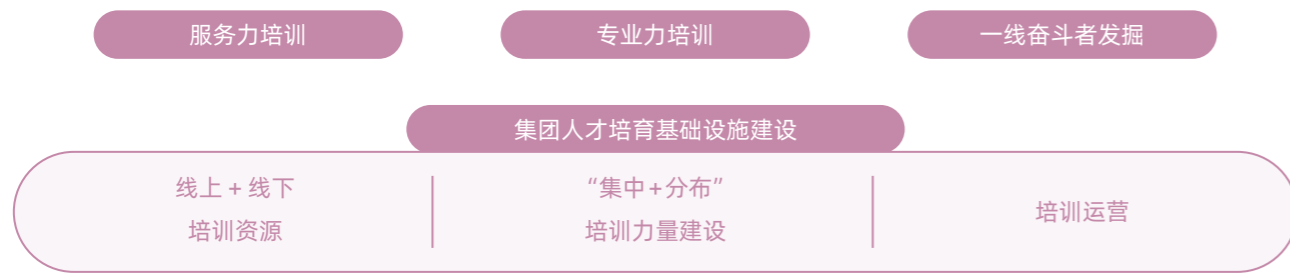 服务力培训
专业力培训
一线奋斗者发掘
集团人才培育基础设施建设
线上 + 线下
培训资源
“集中+分布”
培训力量建设
培训运营